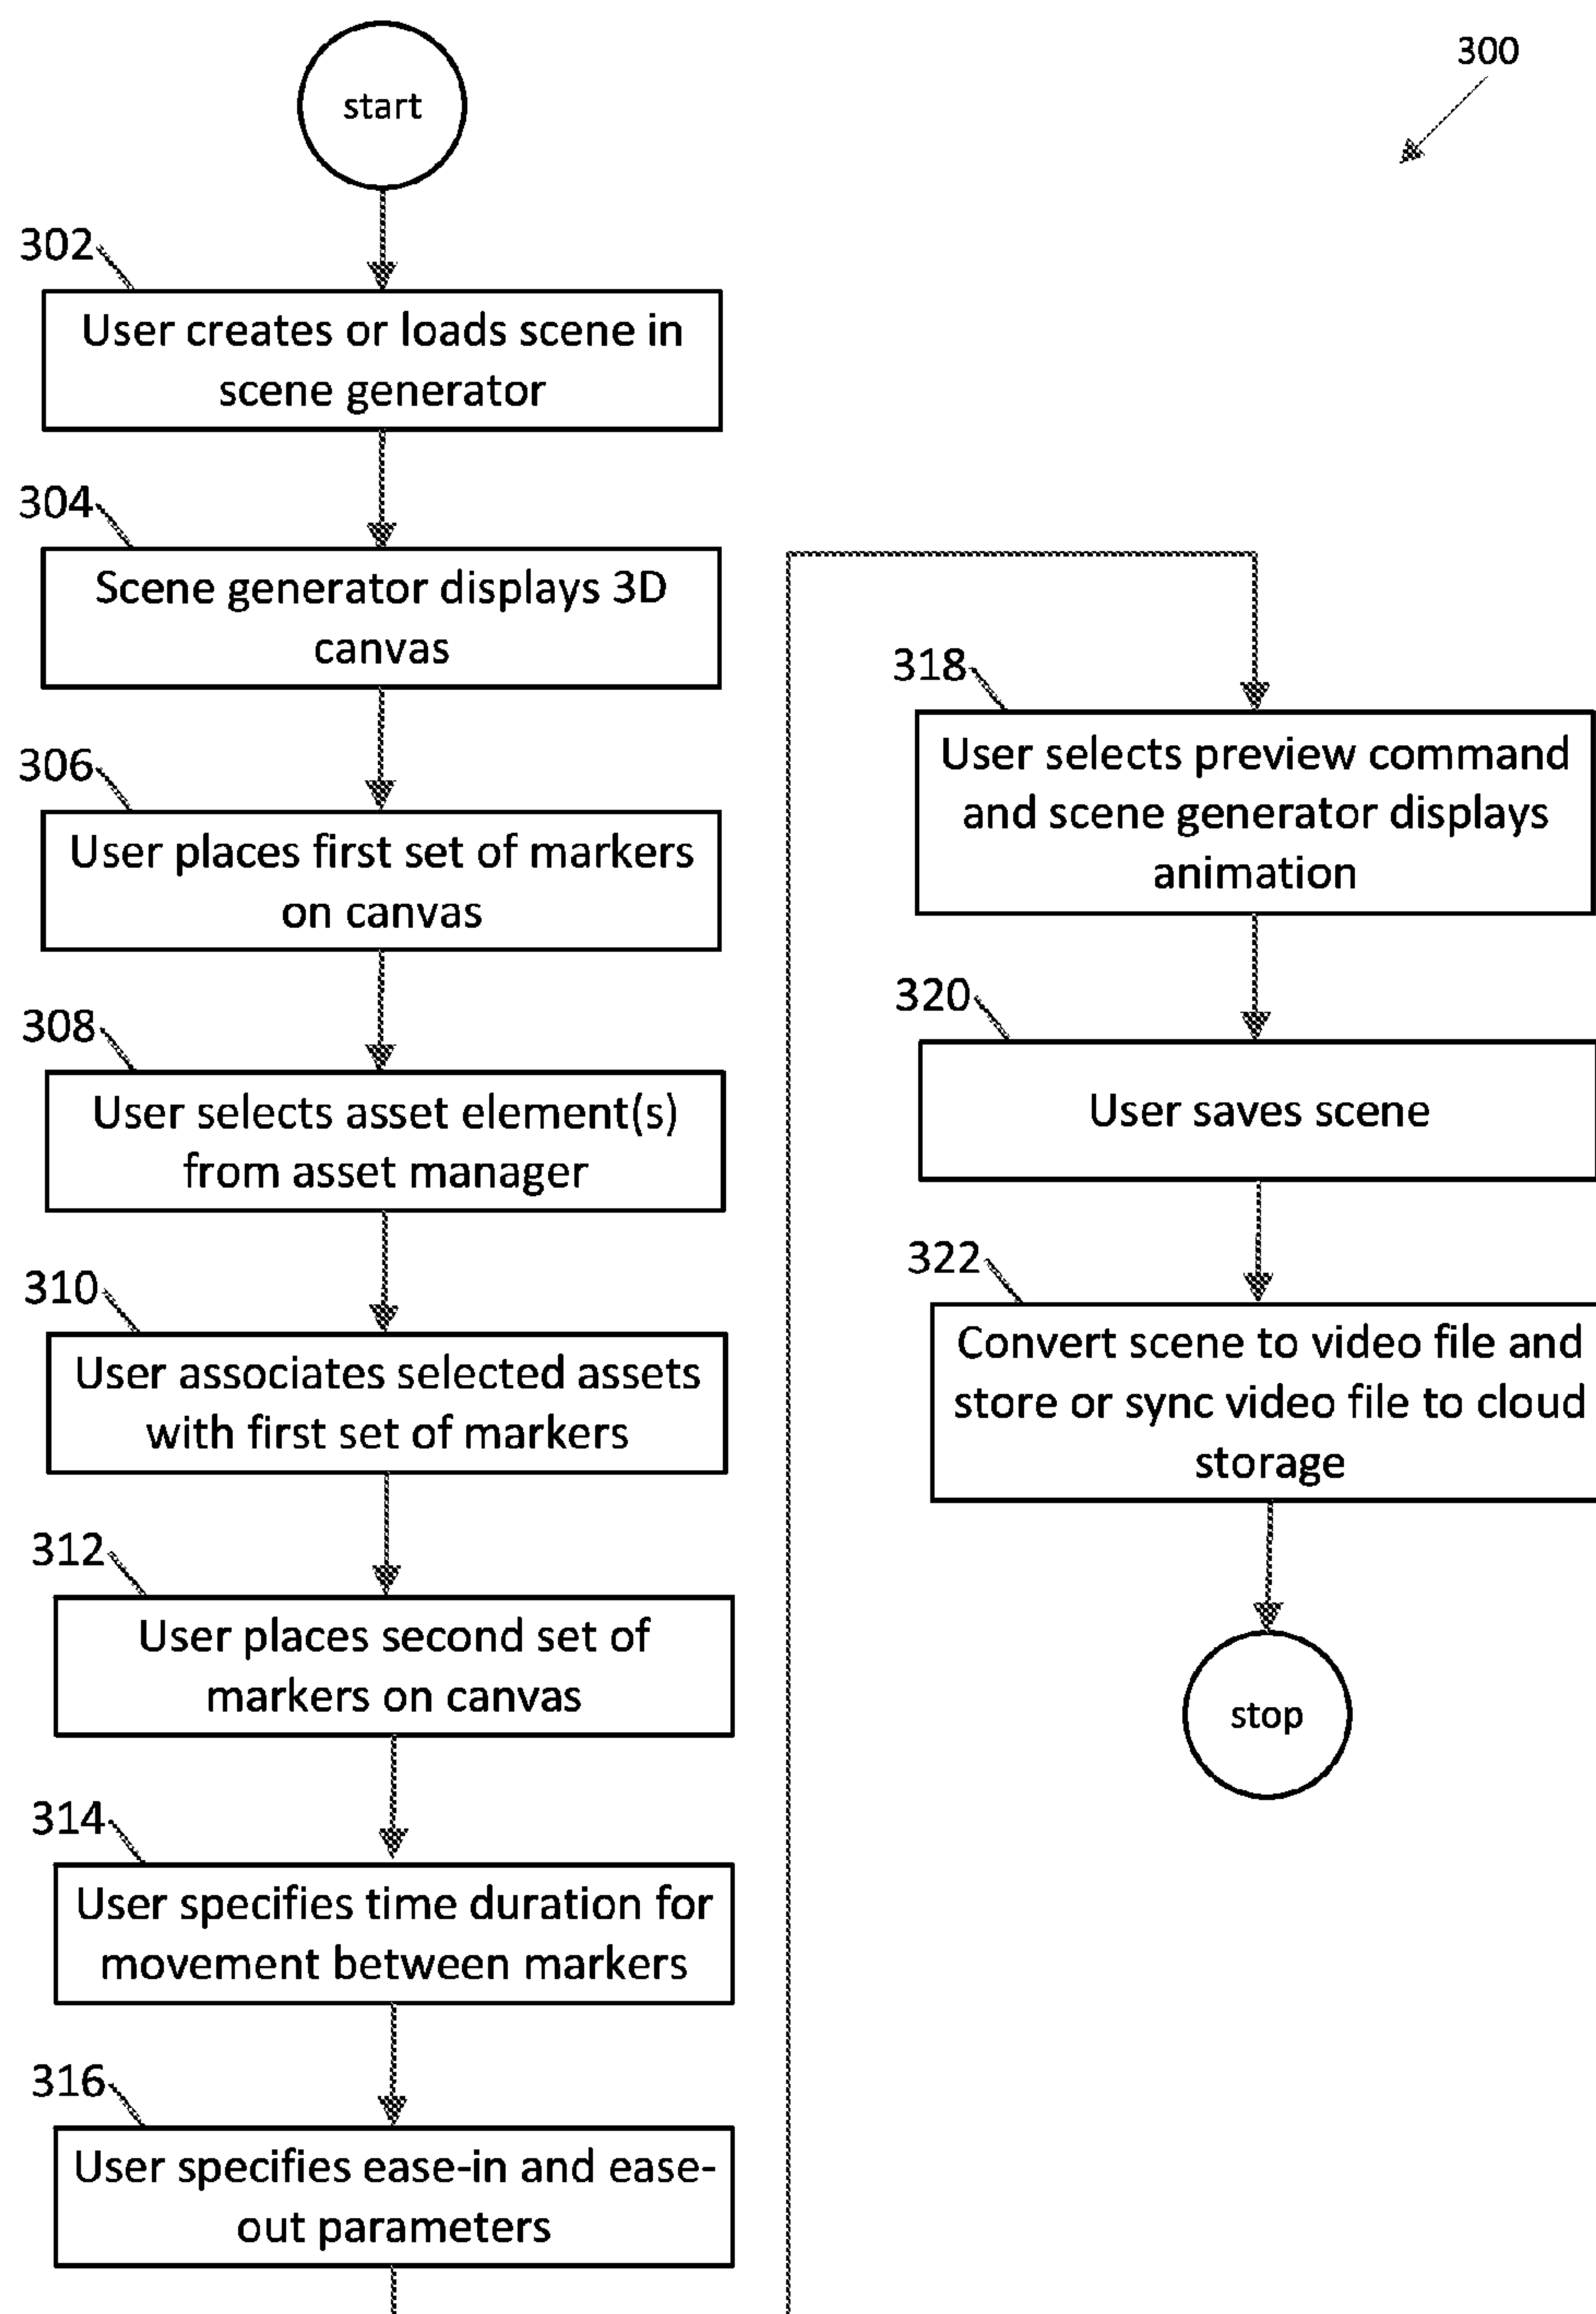 start
300
302
User creates or loads scene in
scene generator
304
Scene generator displays 3D
canvas
306
User places first set of markers
on canvas
308
User selects asset element(s)
from asset manager
310
User associates selected assets
with first set of markers
312
User places second set of
markers on canvas
314
User specifies time duration for
movement between markers
316
User specifies ease-in and ease-
out parameters
318
User selects preview command
and scene generator displays
animation
320
User saves scene
322
Convert scene to video file and
store or sync video file to cloud
storage
stop